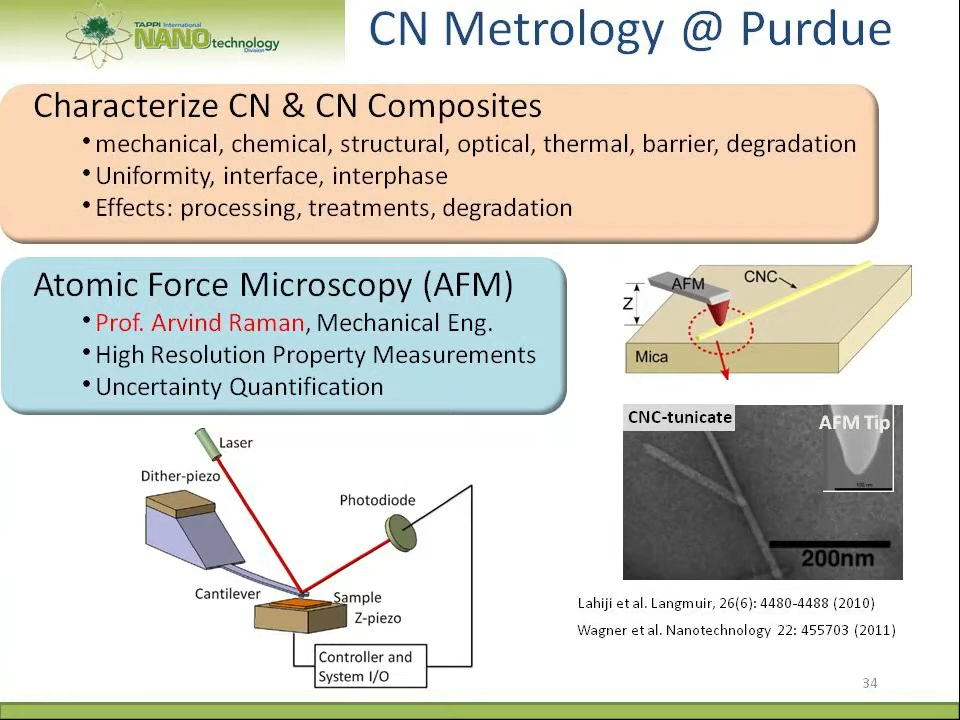 TAPPI International
NANOtechnology
Division
CN Metrology @ Purdue
Characterize CN & CN Composites
•mechanical, chemical, structural, optical, thermal, barrier, degradation
•Uniformity, interface, interphase
•Effects: processing, treatments, degradation
Atomic Force Microscopy (AFM)
•Prof. Arvind Raman, Mechanical Eng.
•High Resolution Property Measurements
•Uncertainty Quantification
AFM
CNC
Z
Mica
CNC-tunicate
AFM Tip
200nm
Laser
Dither-piezo
Photodiode
Cantilever
Sample
Z-piezo
Controller and
System I/O
Lahiji et al. Langmuir, 26(6): 4480-4488 (2010)
Wagner et al. Nanotechnology 22: 455703 (2011)
34